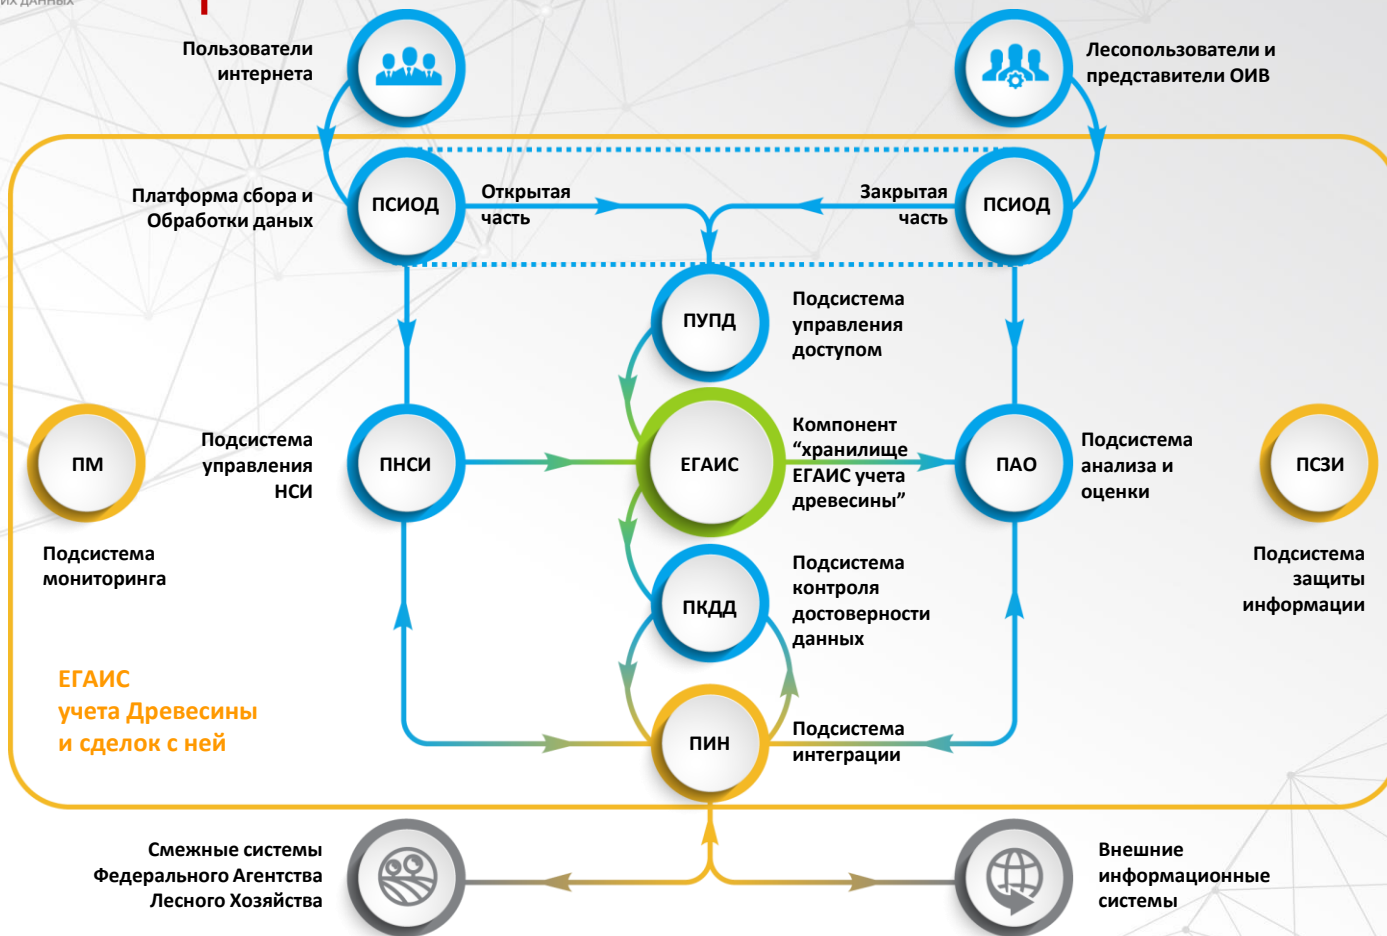 ИХ ДАННЫХ
Пользователи
интернета
Лесопользователи и
представители ОИВ
Платформа сбора и
Обработки даных
ПСИОД
Открытая
часть
Закрытая
часть
ПСИОД
ПУПД
Подсистема
управления
доступом
ПМ
Подсистема
мониторинга
Подсистема
управления
НСИ
ПНСИ
ЕГАИС
Компонент
“хранилище
ЕГАИС учета
древесины”
ПАО
Подсистема
анализа и
оценки
ПСЗИ
Подсистема
защиты
информации
ПКДД
Подсистема
контроля
достоверности
данных
ЕГАИС
учета Древесины
и сделок с ней
ПИН
Подсистема
интеграции
Смежные системы
Федерального Агентства
Лесного Хозяйства
Внешние
информационные
системы